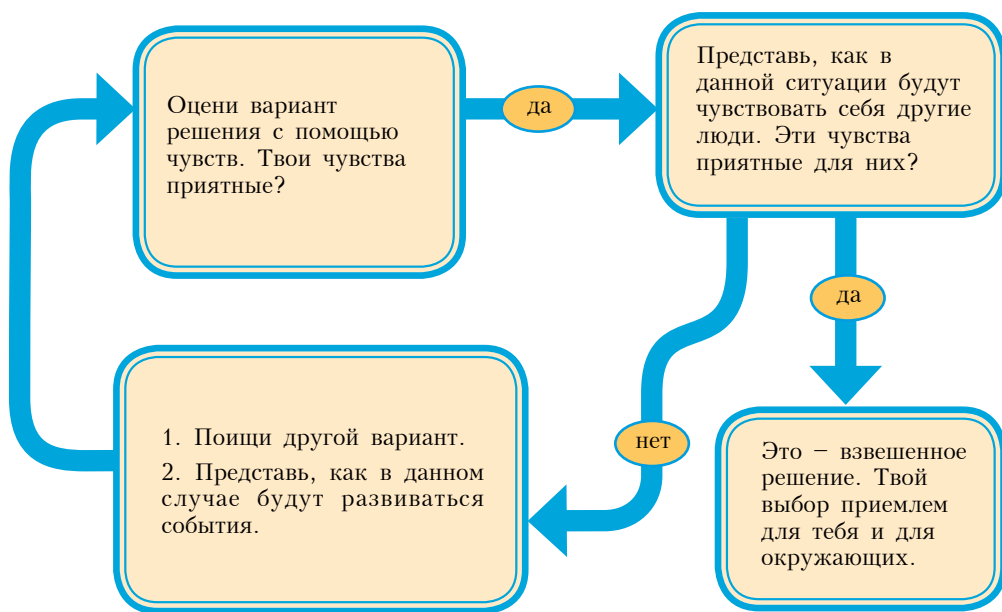 Оцени вариант
решения с помощью
чувств. Твои чувства
приятные?
да
Представь, как в
данной ситуации будут
чувствовать себя другие
люди. Эти чувства
приятные для них?
да
нет
1. Поищи другой вариант.
2. Представь, как в данном
случае будут развиваться
события.
Это – взвешенное
решение. Твой
выбор приемлем
для тебя и для
окружающих.